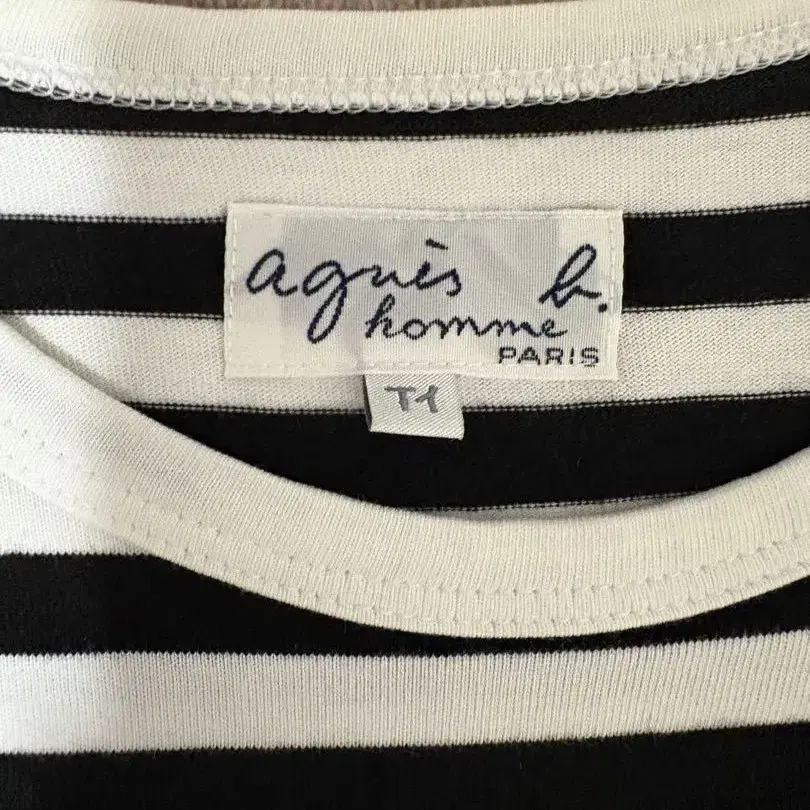 agnès b.
homme
PARIS
T1